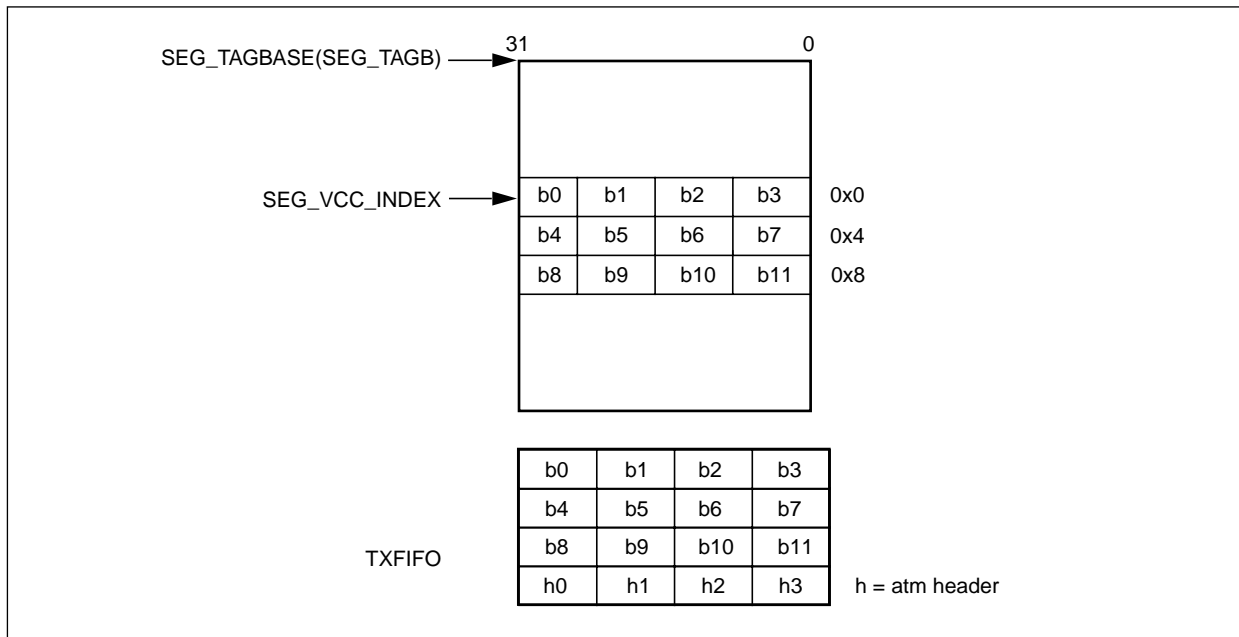 31 0
SEG_TAGBASE(SEG_TAGB)
SEG_VCC_INDEX b0 b1 b2 b3 0x0
b4 b5 b6 b7 0x4
b8 b9 b10 b11 0x8
b0 b1 b2 b3
b4 b5 b6 b7
TXFIFO b8 b9 b10 b11
h0 h1 h2 h3 h = atm header